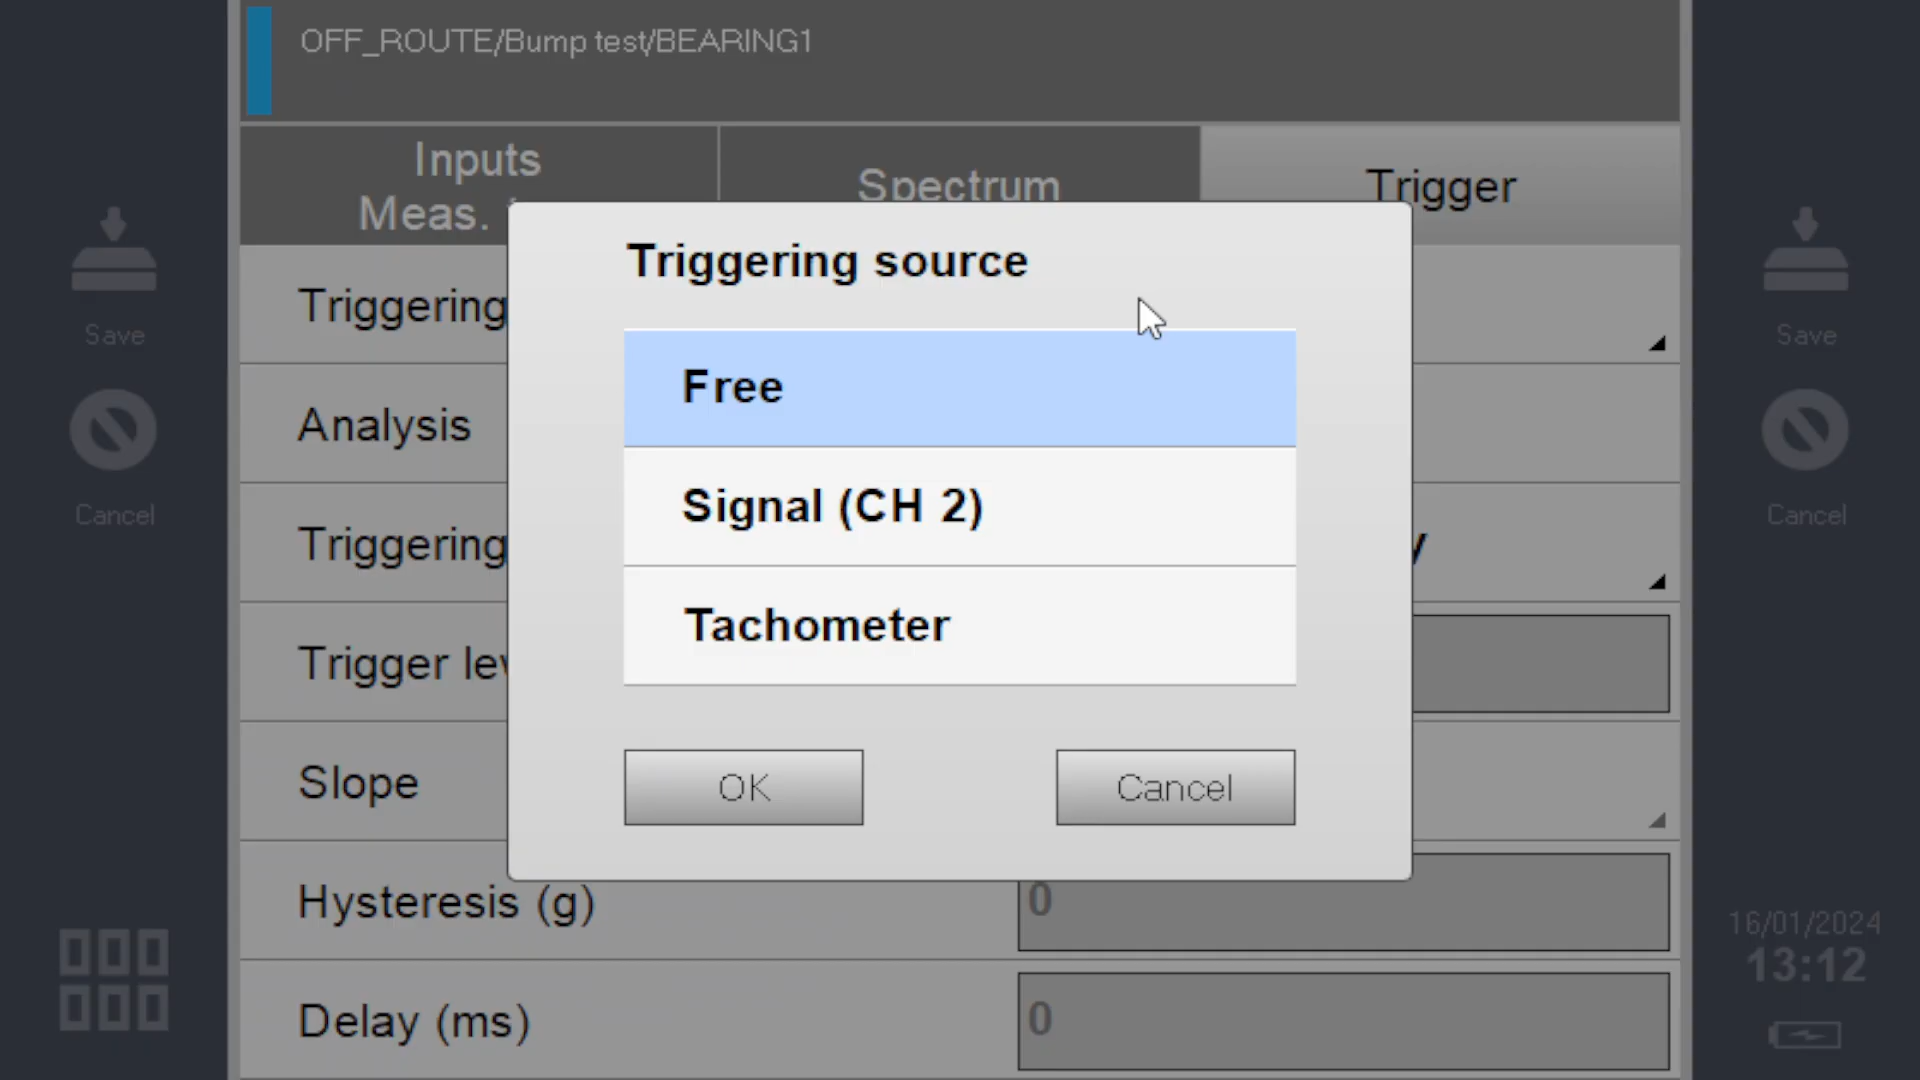 OFF_ROUTE/Bump test/BEARING1
Inputs
Meas.
Spectrum
Trigger
Triggering source
Free
Signal (CH 2)
Tachometer
OK
Cancel
Triggering
Analysis
Triggering
Trigger
Slope
Hysteresis (g)
0
Delay (ms)
0
Save
Cancel
Save
Cancel
16/01/2024
13:12